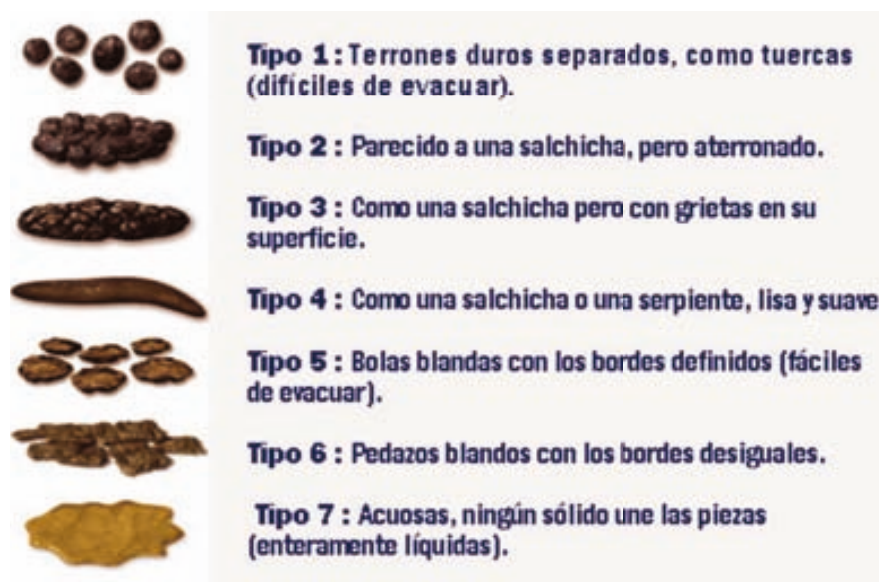 Tipo 1: Terrones duros separados, como tuercas
(difíciles de evacuar).
Tipo 2 : Parecido a una salchicha, pero aterronado.
Tipo 3 : Como una salchicha pero con grietas en su
superficie.
Tipo 4 : Como una salchicha o una serpiente, lisa y suave
Tipo 5 : Bolas blandas con los bordes definidos (fáciles
de evacuar).
Tipo 6 : Pedazos blandos con los bordes desiguales.
Tipo 7 : Acuosas, ningún sólido une las piezas
(enteramente líquidas).